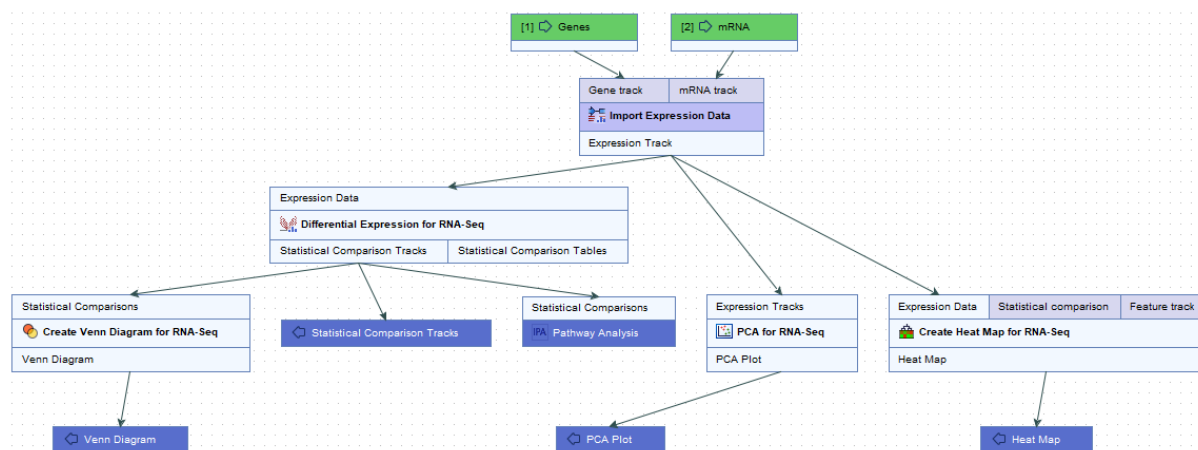 [1] Genes
[2] mRNA
Gene track
mRNA track
Import Expression Data
Expression Track
Expression Data
Differential Expression for RNA-Seq
Statistical Comparison Tracks
Statistical Comparison Tables
Statistical Comparisons
Create Venn Diagram for RNA-Seq
Venn Diagram
Statistical Comparison Tracks
Statistical Comparisons
IPA Pathway Analysis
Expression Tracks
PCA for RNA-Seq
PCA Plot
Expression Data
Statistical comparison
Feature track
Create Heat Map for RNA-Seq
Heat Map
Venn Diagram
PCA Plot
Heat Map